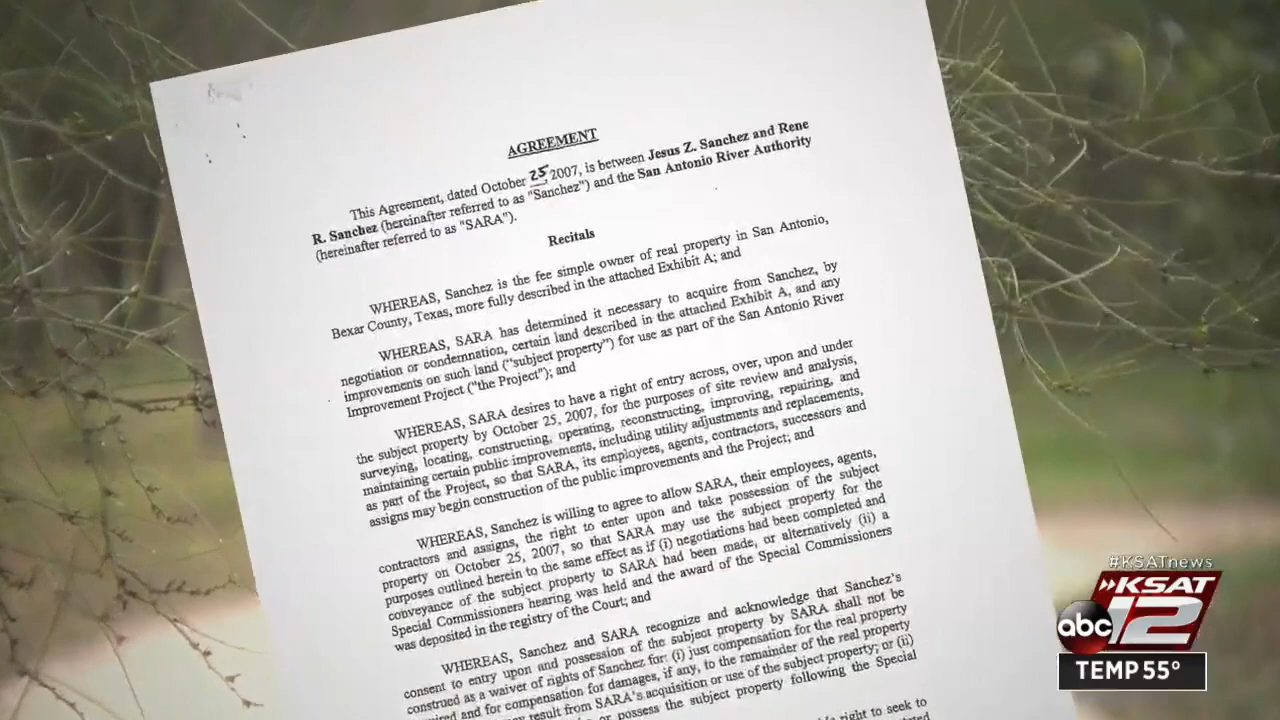 AGREEMENT
This Agreement, dated October 25, 2007, is between Jesus Z. Sanchez and Rene
R. Sanchez (hereinafter referred to as "Sanchez") and the San Antonio River Authority
(hereinafter referred to as "SARA").
Recitals
WHEREAS, Sanchez is the fee simple owner of real property in San Antonio,
Bexar County, Texas, more fully described in the attached Exhibit A; and
WHEREAS, SARA has determined it necessary to acquire from Sanchez, by
negotiation or condemnation, certain land described in the attached Exhibit A, and any
improvements on such land ("subject property") for use as part of the San Antonio River
Improvement Project ("the Project"); and
WHEREAS, SARA desires to have a right of entry across, over, upon and under
the subject property by October 25, 2007, for the purposes of site review and analysis,
surveying, locating, constructing, operating, reconstructing, improving, repairing, and
maintaining certain public improvements, including utility adjustments and replacements,
as part of the Project, so that SARA, its employees, agents, contractors, successors and
assigns may begin construction of the public improvements and the Project; and
WHEREAS, Sanchez is willing to agree to allow SARA, their employees, agents,
contractors and assigns, the right to enter upon and take possession of the subject
property on October 25, 2007, so that SARA may use the subject property for the
purposes outlined herein to the same effect as if (i) negotiations had been completed and
conveyance of the subject property to SARA had been made, or alternatively (ii) a
Special Commissioners hearing was held and the award of the Special Commissioners
was deposited in the registry of the Court; and
WHEREAS, Sanchez and SARA recognize and acknowledge that Sanchez's
consent to entry upon and possession of the subject property by SARA shall not be
construed as a waiver of rights of Sanchez for: (i) just compensation for the real property
and for compensation for damages, if any, to the remainder of the real property
result from SARA's acquisition or use of the subject property; or (ii)
or possess the subject property following the Special
right to seek to
#KSATnews
KSAT
abc 12
TEMP 55°